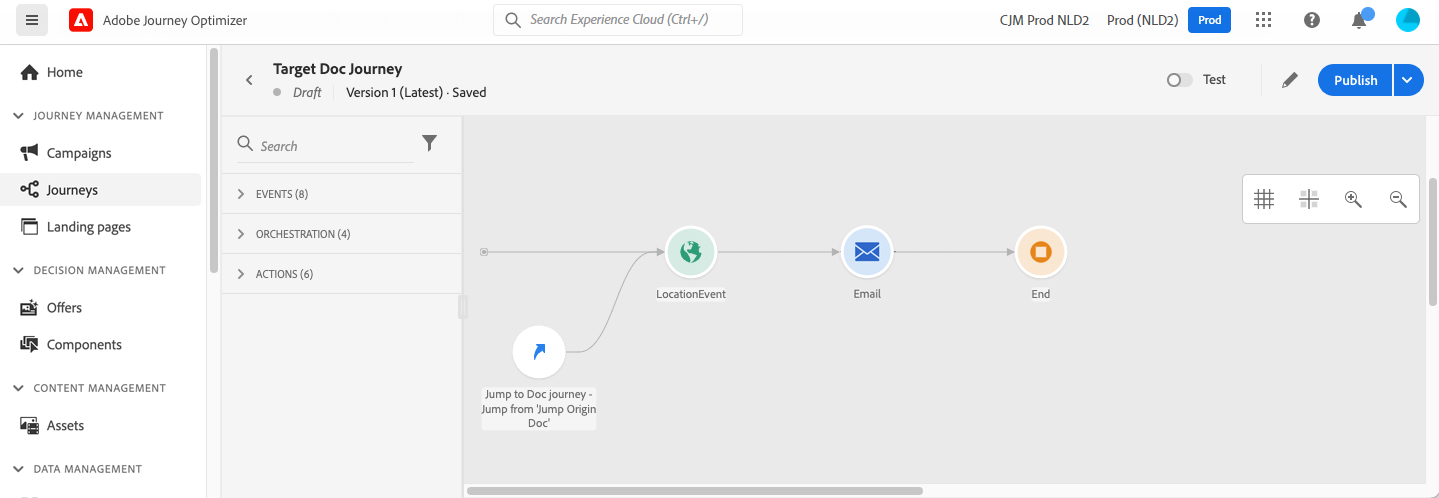 Adobe Journey Optimizer
Search Experience Cloud (Ctrl+/)
CJM Prod NLD2
Prod (NLD2)
Prod
Home
JOURNEY MANAGEMENT
Campaigns
Journeys
Landing pages
DECISION MANAGEMENT
Offers
Components
CONTENT MANAGEMENT
Assets
DATA MANAGEMENT
Target Doc Journey
Draft
Version 1 (Latest) · Saved
Test
Publish
Search
EVENTS (8)
ORCHESTRATION (4)
ACTIONS (6)
LocationEvent
Email
End
Jump to Doc journey -
Jump from 'Jump Origin
Doc'